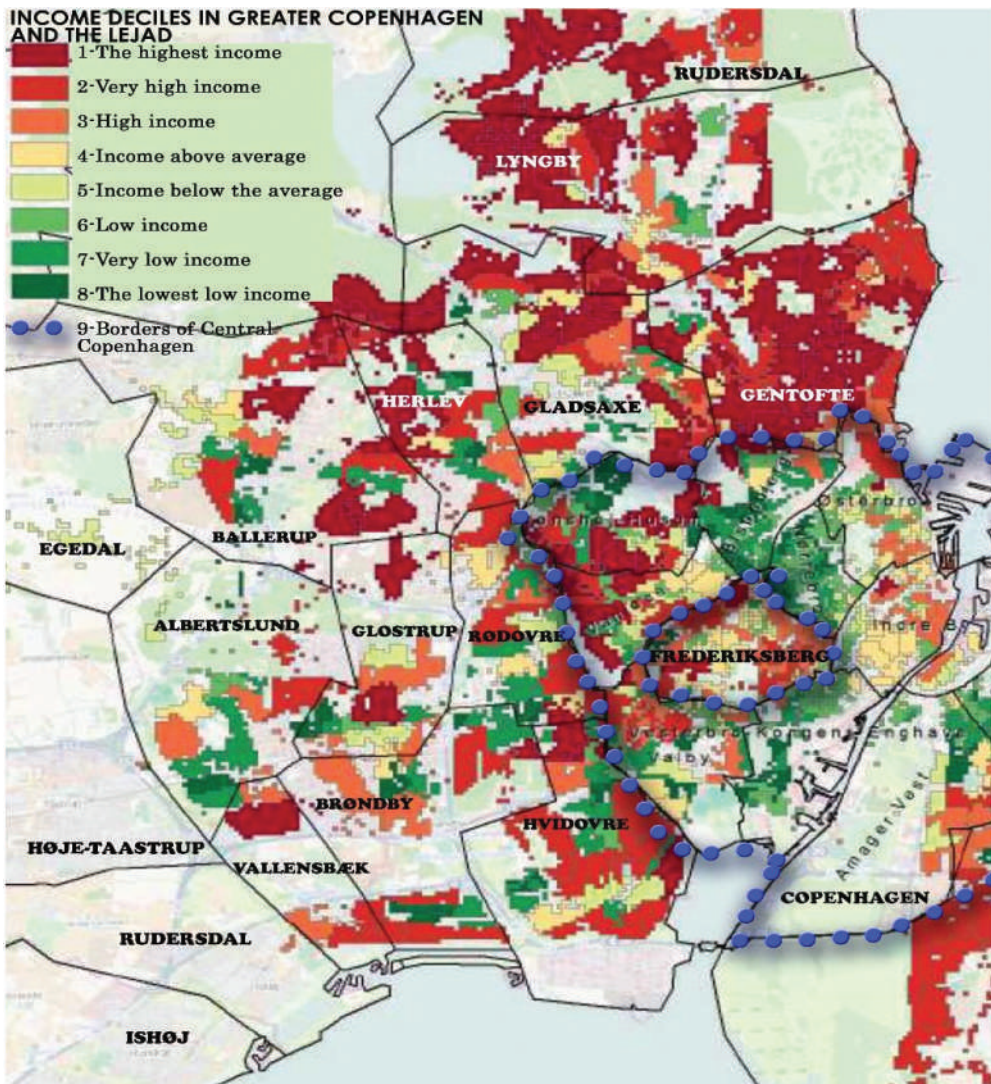 INCOME DECILES IN GREATER COPENHAGEN
AND THE LEJAD
1-The highest income
2-Very high income
3-High income
4-Income above average
5-Income below the average
6-Low income
7-Very low income
8-The lowest low income
9-Borders of Central
Copenhagen
RUDERSDAL
LYNGBY
GENTOFTE
HERLEV
GLADSAXE
Østerbro
EGEDAL
BALLERUP
ALBERTSLUND
GLOSTRUP
RØDOVRE
FREDERIKSBERG
Indre B
Vesterbro-Kongens Enghave
Valby
BRØNDBY
HVIDOVRE
HØJE-TAASTRUP
VALLENSBÆK
Amager Vest
COPENHAGEN
RUDERSDAL
ISHØJ